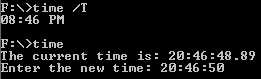 F:\>time /T
08:46 PM
F:\>time
The current time is: 20:46:48.89
Enter the new time: 20:46:50